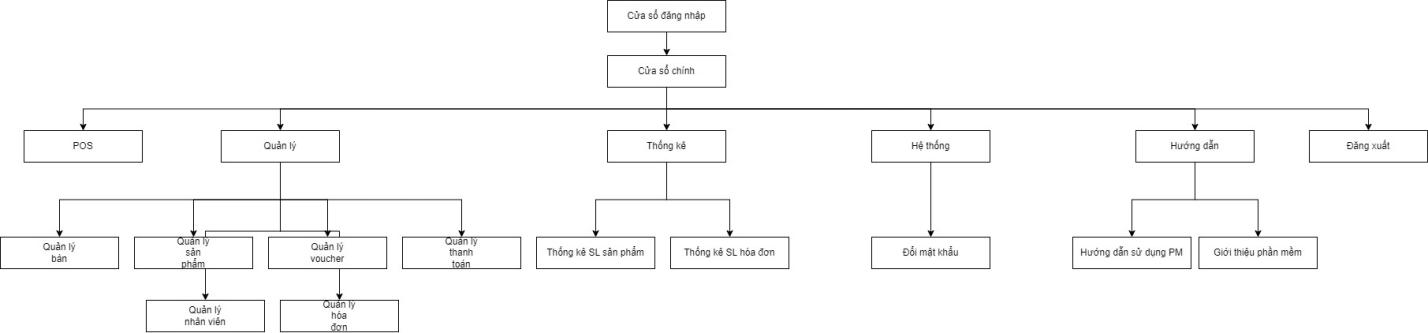 Cửa sổ đăng nhập
Cửa sổ chính
POS
Quản lý
Thống kê
Hệ thống
Hướng dẫn
Đăng xuất
Quản lý
bán
Quản lý
sản
phẩm
Quản lý
voucher
Quản lý
thanh
toán
Thống kê SL sản phẩm
Thống kê SL hóa đơn
Đổi mật khẩu
Hướng dẫn sử dụng PM
Giới thiệu phần mềm
Quản lý
nhân viên
Quản lý
hóa
đơn